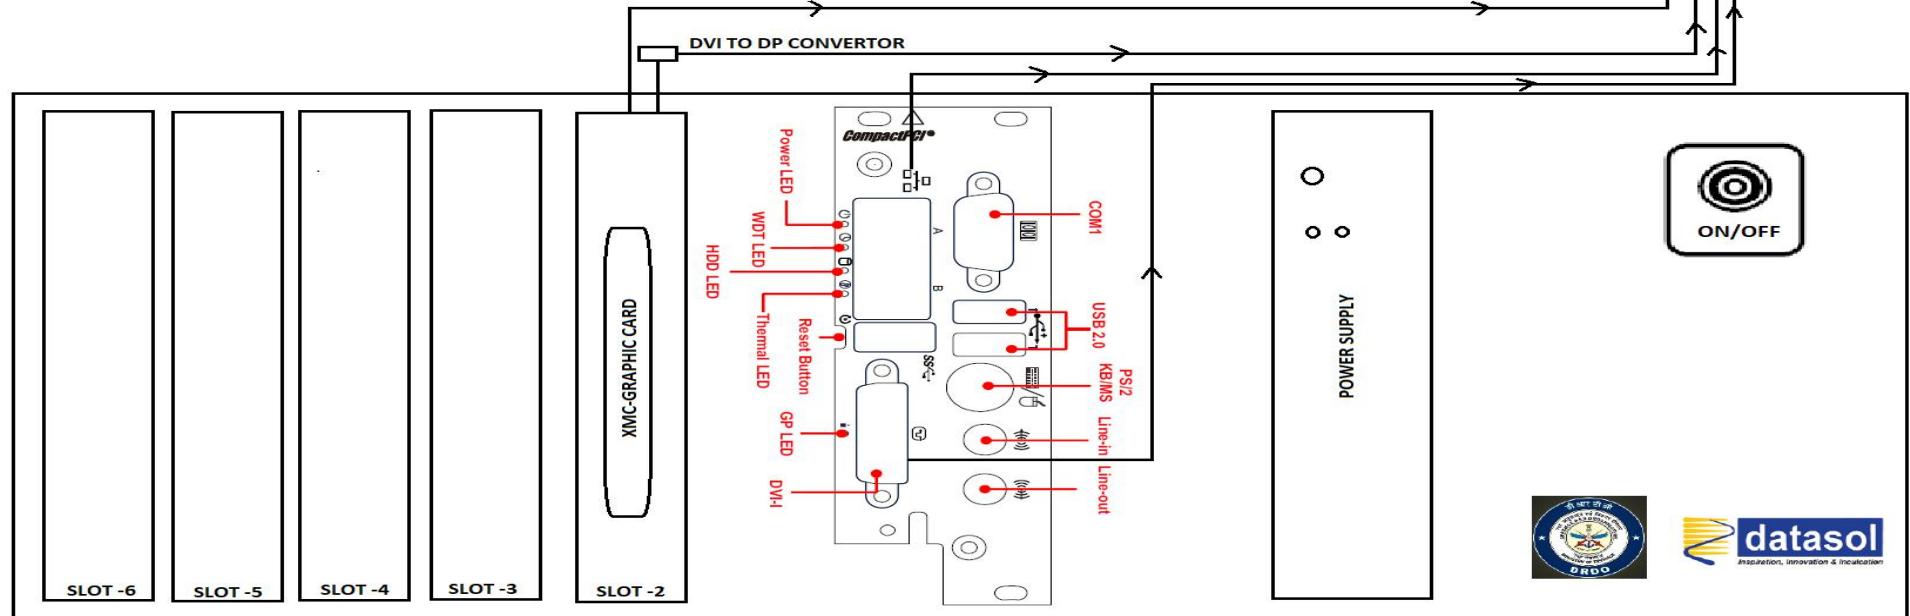 DVI TO DP CONVERTOR
CompactPCI®
Power LED
WDT LED
HDD LED
Thermal LED
Reset Button
GP LED
DVI-I
A
B
COM1
USB 2.0
PS/2
KB/MS
Line-in
Line-out
XMC-GRAPHIC CARD
POWER SUPPLY
ON/OFF
SLOT -6
SLOT -5
SLOT -4
SLOT -3
SLOT -2
DRDO
datasol
Inspiration, Innovation & Inculcation